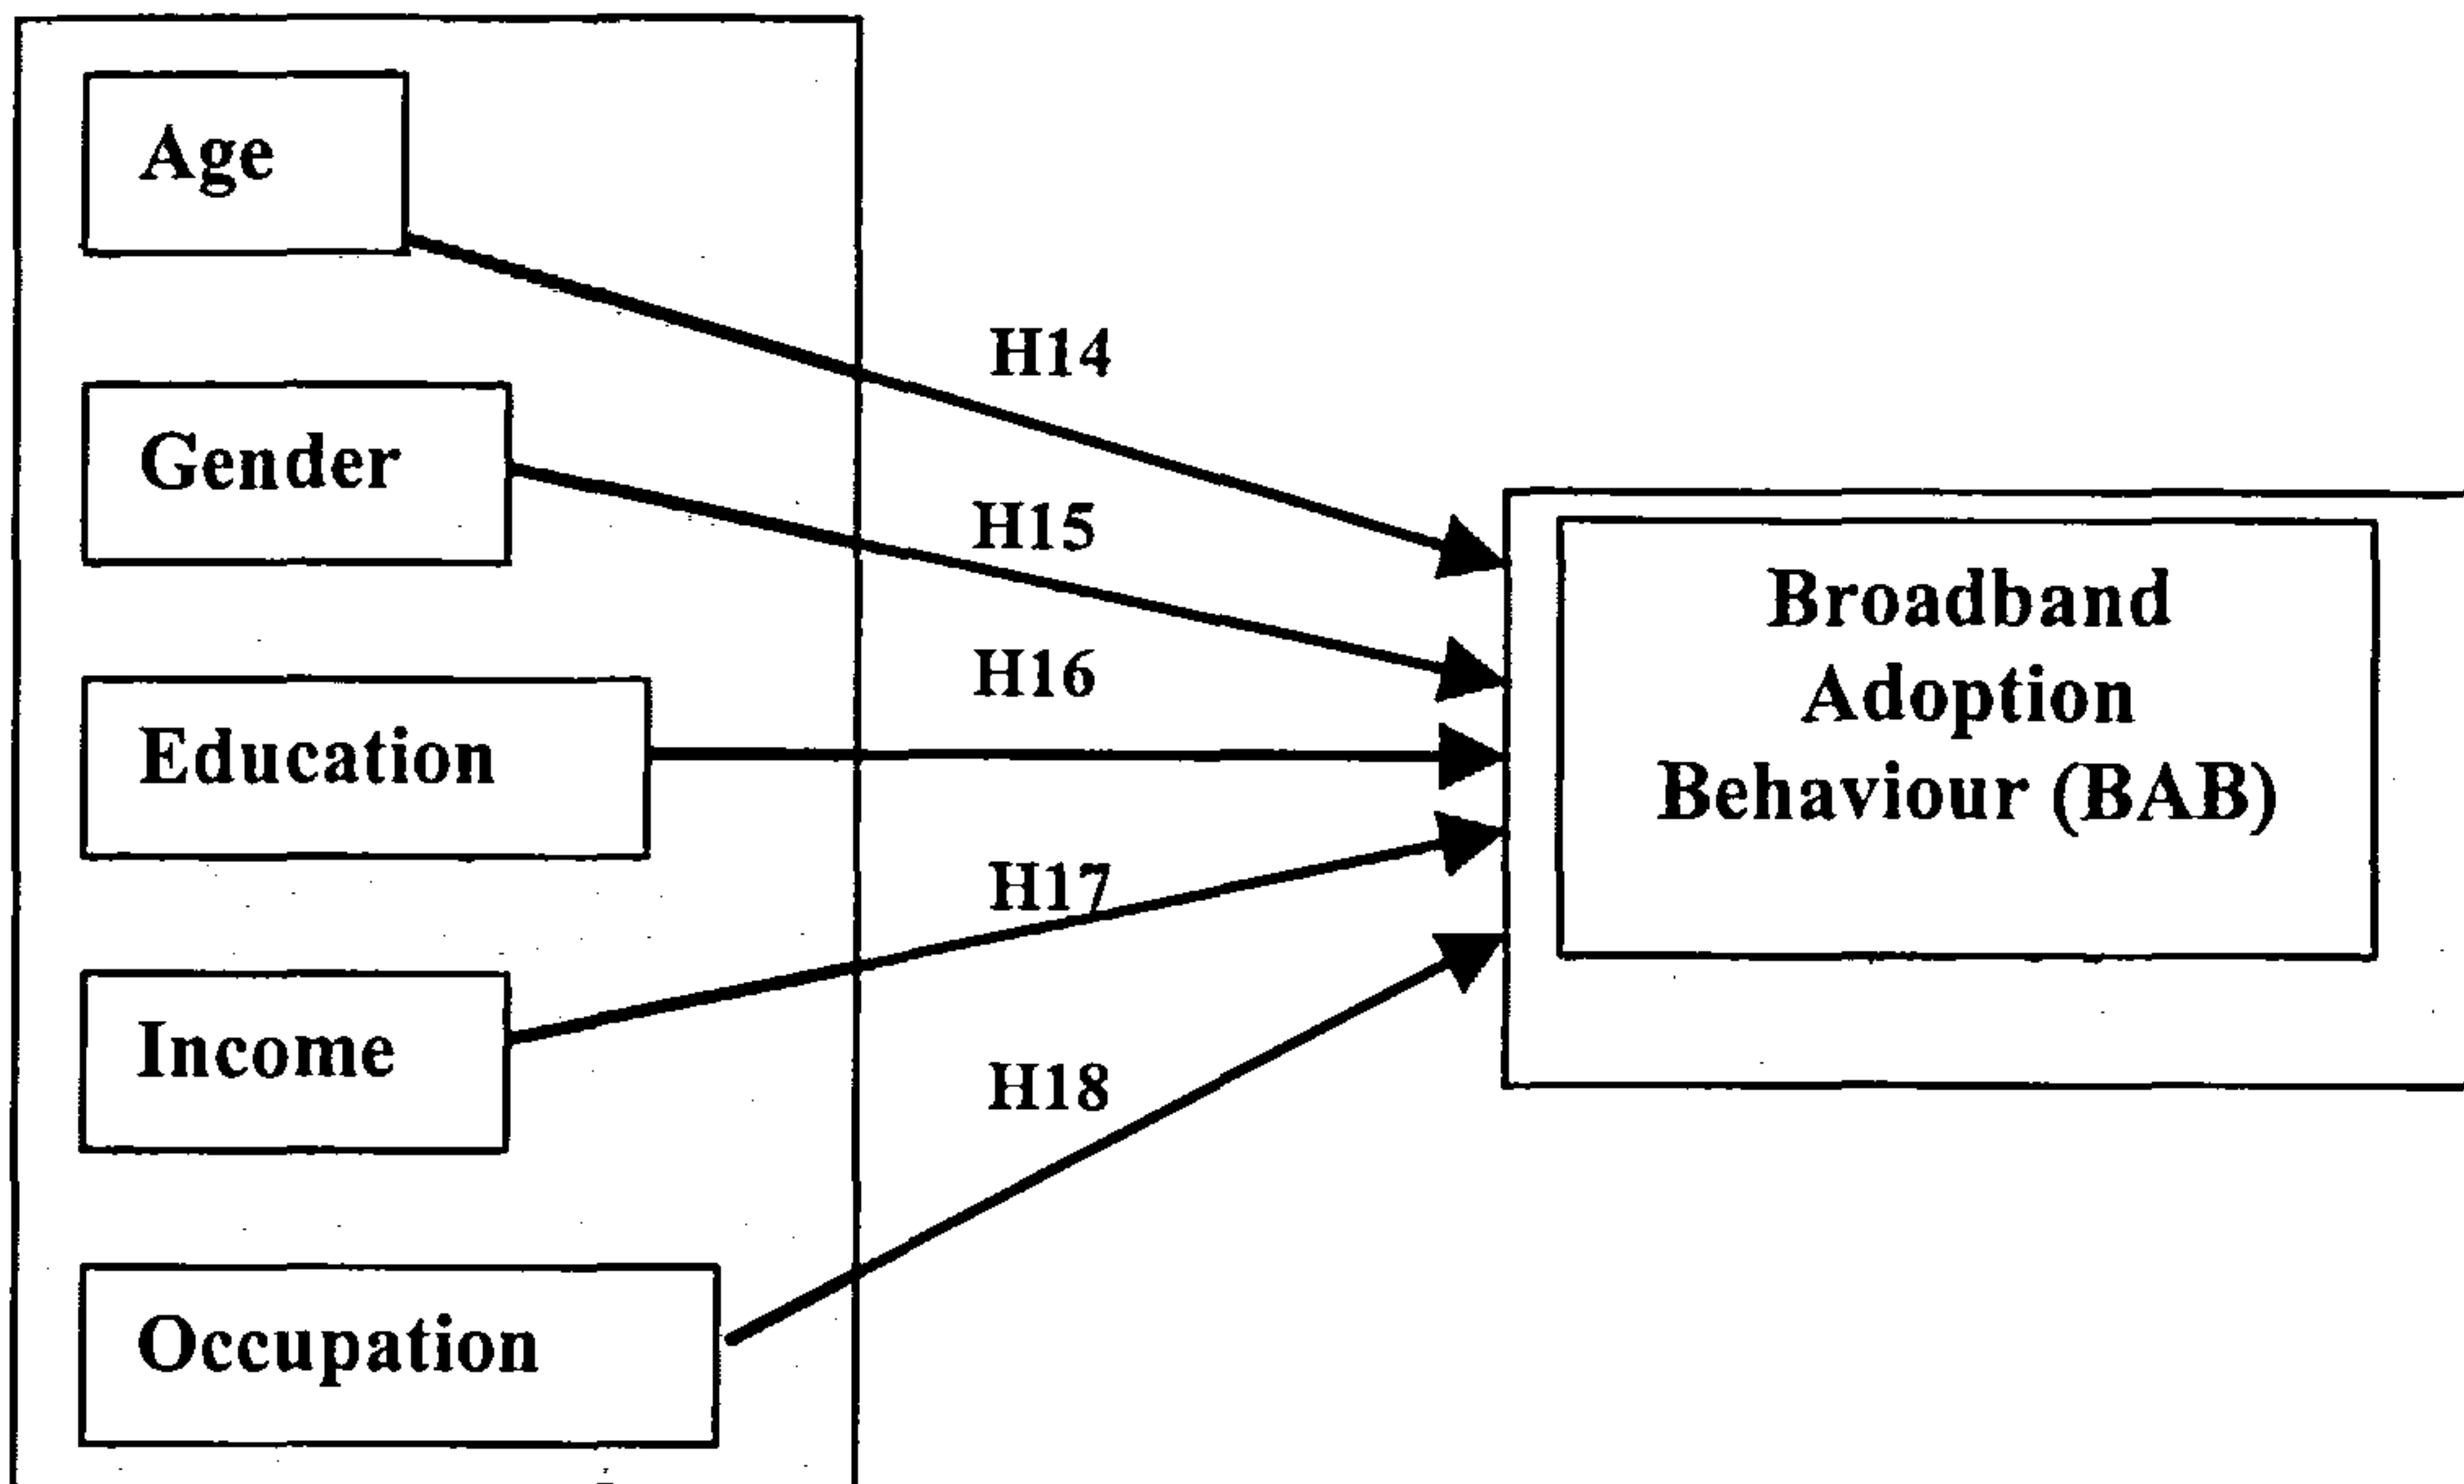 Age
Gender
Education
Income
Occupation
H14
H15
H16
H17
H18
Broadband
Adoption
Behaviour (BAB)